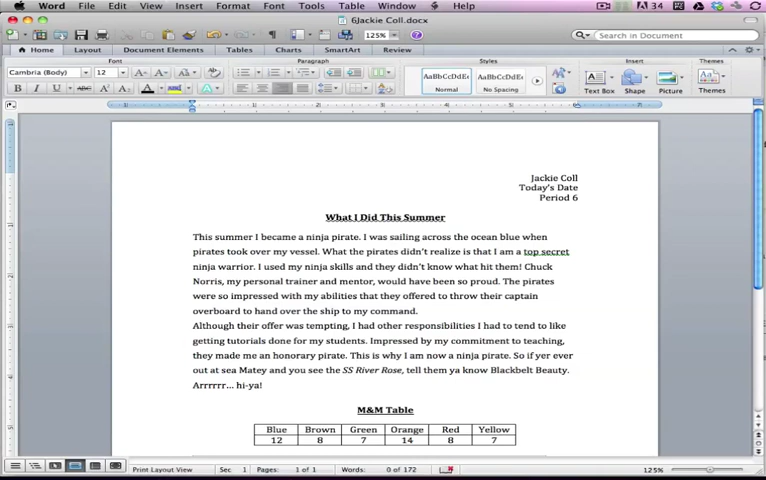 Word File Edit View Insert Format Font Tools Table Window Help 34
6Jackie Coll.docx
125% Search in Document
Home Layout Document Elements Tables Charts SmartArt Review
Font Paragraph Styles Insert Themes
Cambria (Body) 12
AaBbCcDdEe AaBbCcDdEe
Normal No Spacing Text Box Shape Picture Themes
Jackie Coll
Today's Date
Period 6
What I Did This Summer
This summer I became a ninja pirate. I was sailing across the ocean blue when
pirates took over my vessel. What the pirates didn't realize is that I am a top secret
ninja warrior. I used my ninja skills and they didn't know what hit them! Chuck
Norris, my personal trainer and mentor, would have been so proud. The pirates
were so impressed with my abilities that they offered to throw their captain
overboard to hand over the ship to my command.
Although their offer was tempting, I had other responsibilities I had to tend to like
getting tutorials done for my students. Impressed by my commitment to teaching,
they made me an honorary pirate. This is why I am now a ninja pirate. So if yer ever
out at sea Matey and you see the SS River Rose, tell them ya know Blackbelt Beauty.
Arrrrrr... hi-ya!
M&M Table
Blue Brown Green Orange Red Yellow
12 8 7 14 8 7
Print Layout View Sec 1 Pages: 1 of 1 Words: 0 of 172 125%